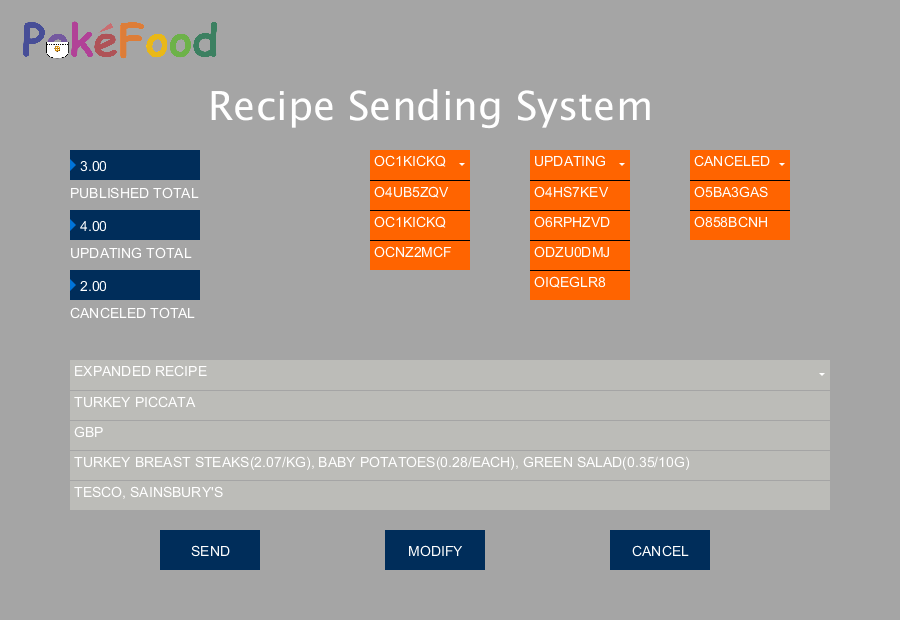 PokéFood
Recipe Sending System
3.00
PUBLISHED TOTAL
4.00
UPDATING TOTAL
2.00
CANCELED TOTAL
OC1KICKQ
O4UB5ZQV
OC1KICKQ
OCNZ2MCF
UPDATING
O4HS7KEV
O6RPHZVD
ODZU0DMJ
OIQEGLR8
CANCELED
O5BA3GAS
O858BCNH
EXPANDED RECIPE
TURKEY PICCATA
GBP
TURKEY BREAST STEAKS(2.07/KG), BABY POTATOES(0.28/EACH), GREEN SALAD(0.35/10G)
TESCO, SAINSBURY'S
SEND
MODIFY
CANCEL